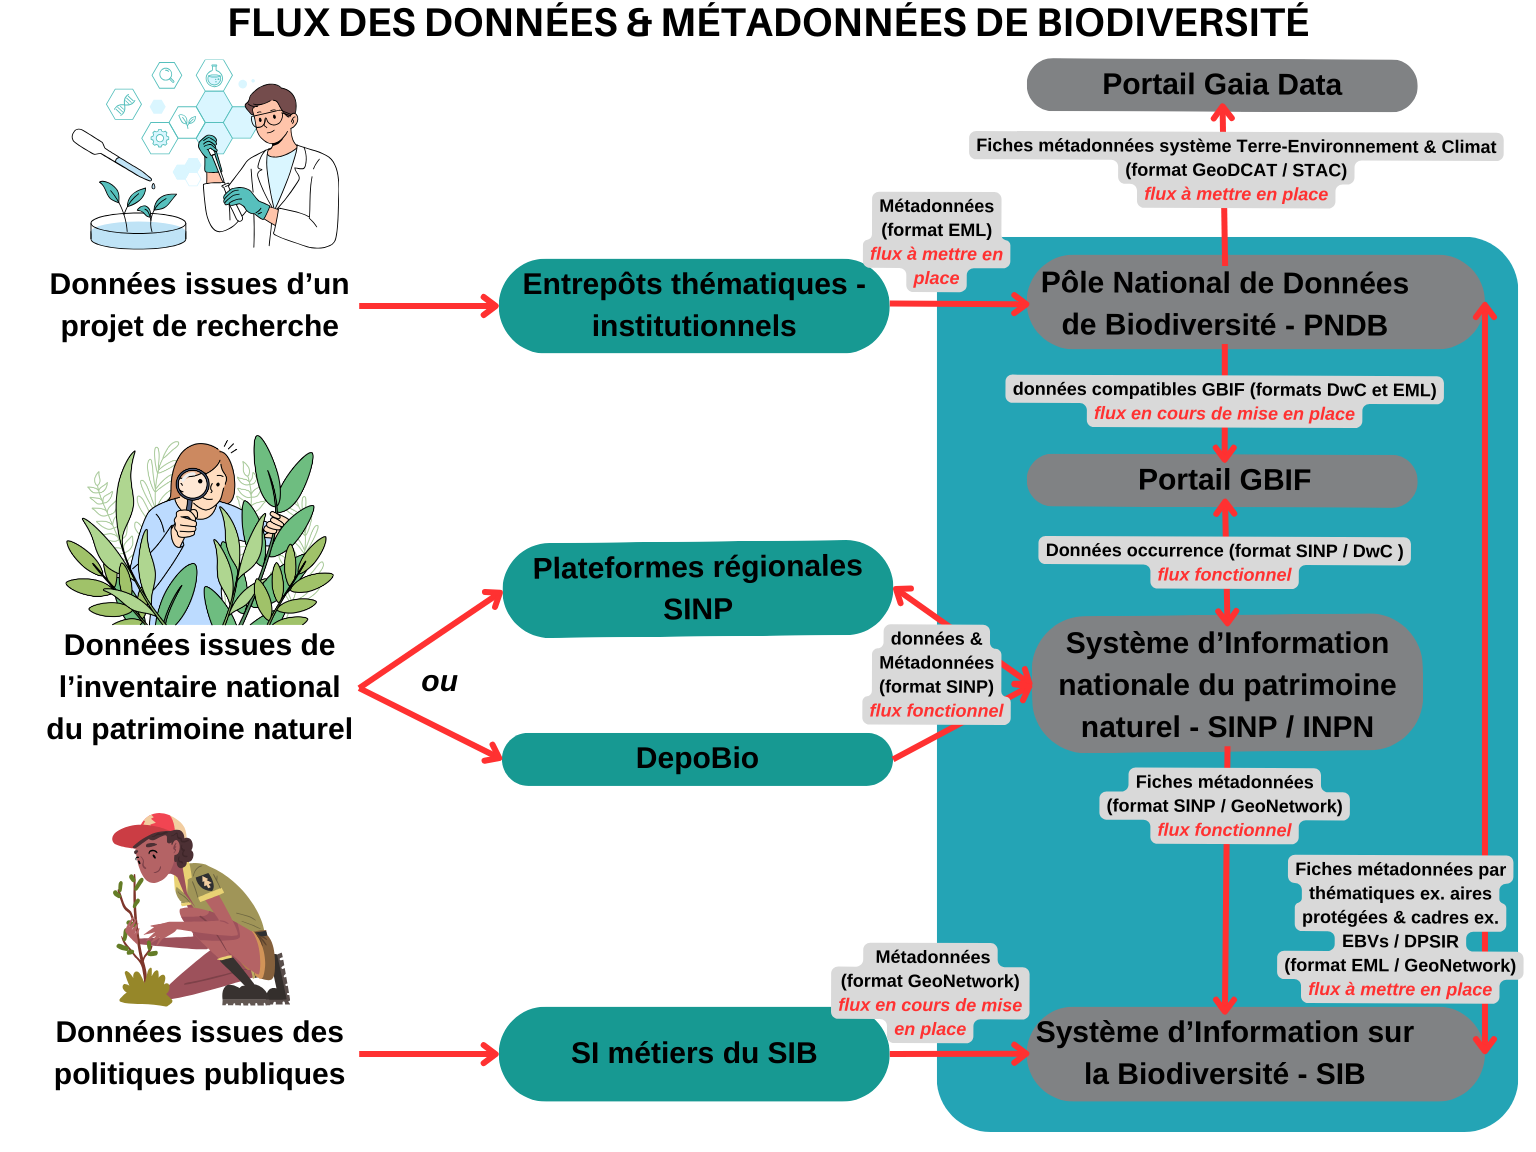 FLUX DES DONNÉES & MÉTADONNÉES DE BIODIVERSITÉ
Portail Gaia Data
Fiches métadonnées système Terre-Environnement & Climat
(format GeoDCAT / STAC)
flux à mettre en place
Données issues d’un
projet de recherche
Entrepôts thématiques -
institutionnels
Métadonnées
(format EML)
flux à mettre en
place
Pôle National de Données
de Biodiversité - PNDB
données compatibles GBIF (formats DwC et EML)
flux en cours de mise en place
Portail GBIF
Données occurrence (format SINP / DwC )
flux fonctionnel
Données issues de
l’inventaire national
du patrimoine naturel
ou
Plateformes régionales
SINP
DepoBio
données &
Métadonnées
(format SINP)
flux fonctionnel
Système d’Information
nationale du patrimoine
naturel - SINP / INPN
Fiches métadonnées
(format SINP / GeoNetwork)
flux fonctionnel
Fiches métadonnées par
thématiques ex. aires
protégées & cadres ex.
EBVs / DPSIR
(format EML / GeoNetwork)
flux à mettre en place
Données issues des
politiques publiques
SI métiers du SIB
Métadonnées
(format GeoNetwork)
flux en cours de mise
en place
Système d’Information sur
la Biodiversité - SIB